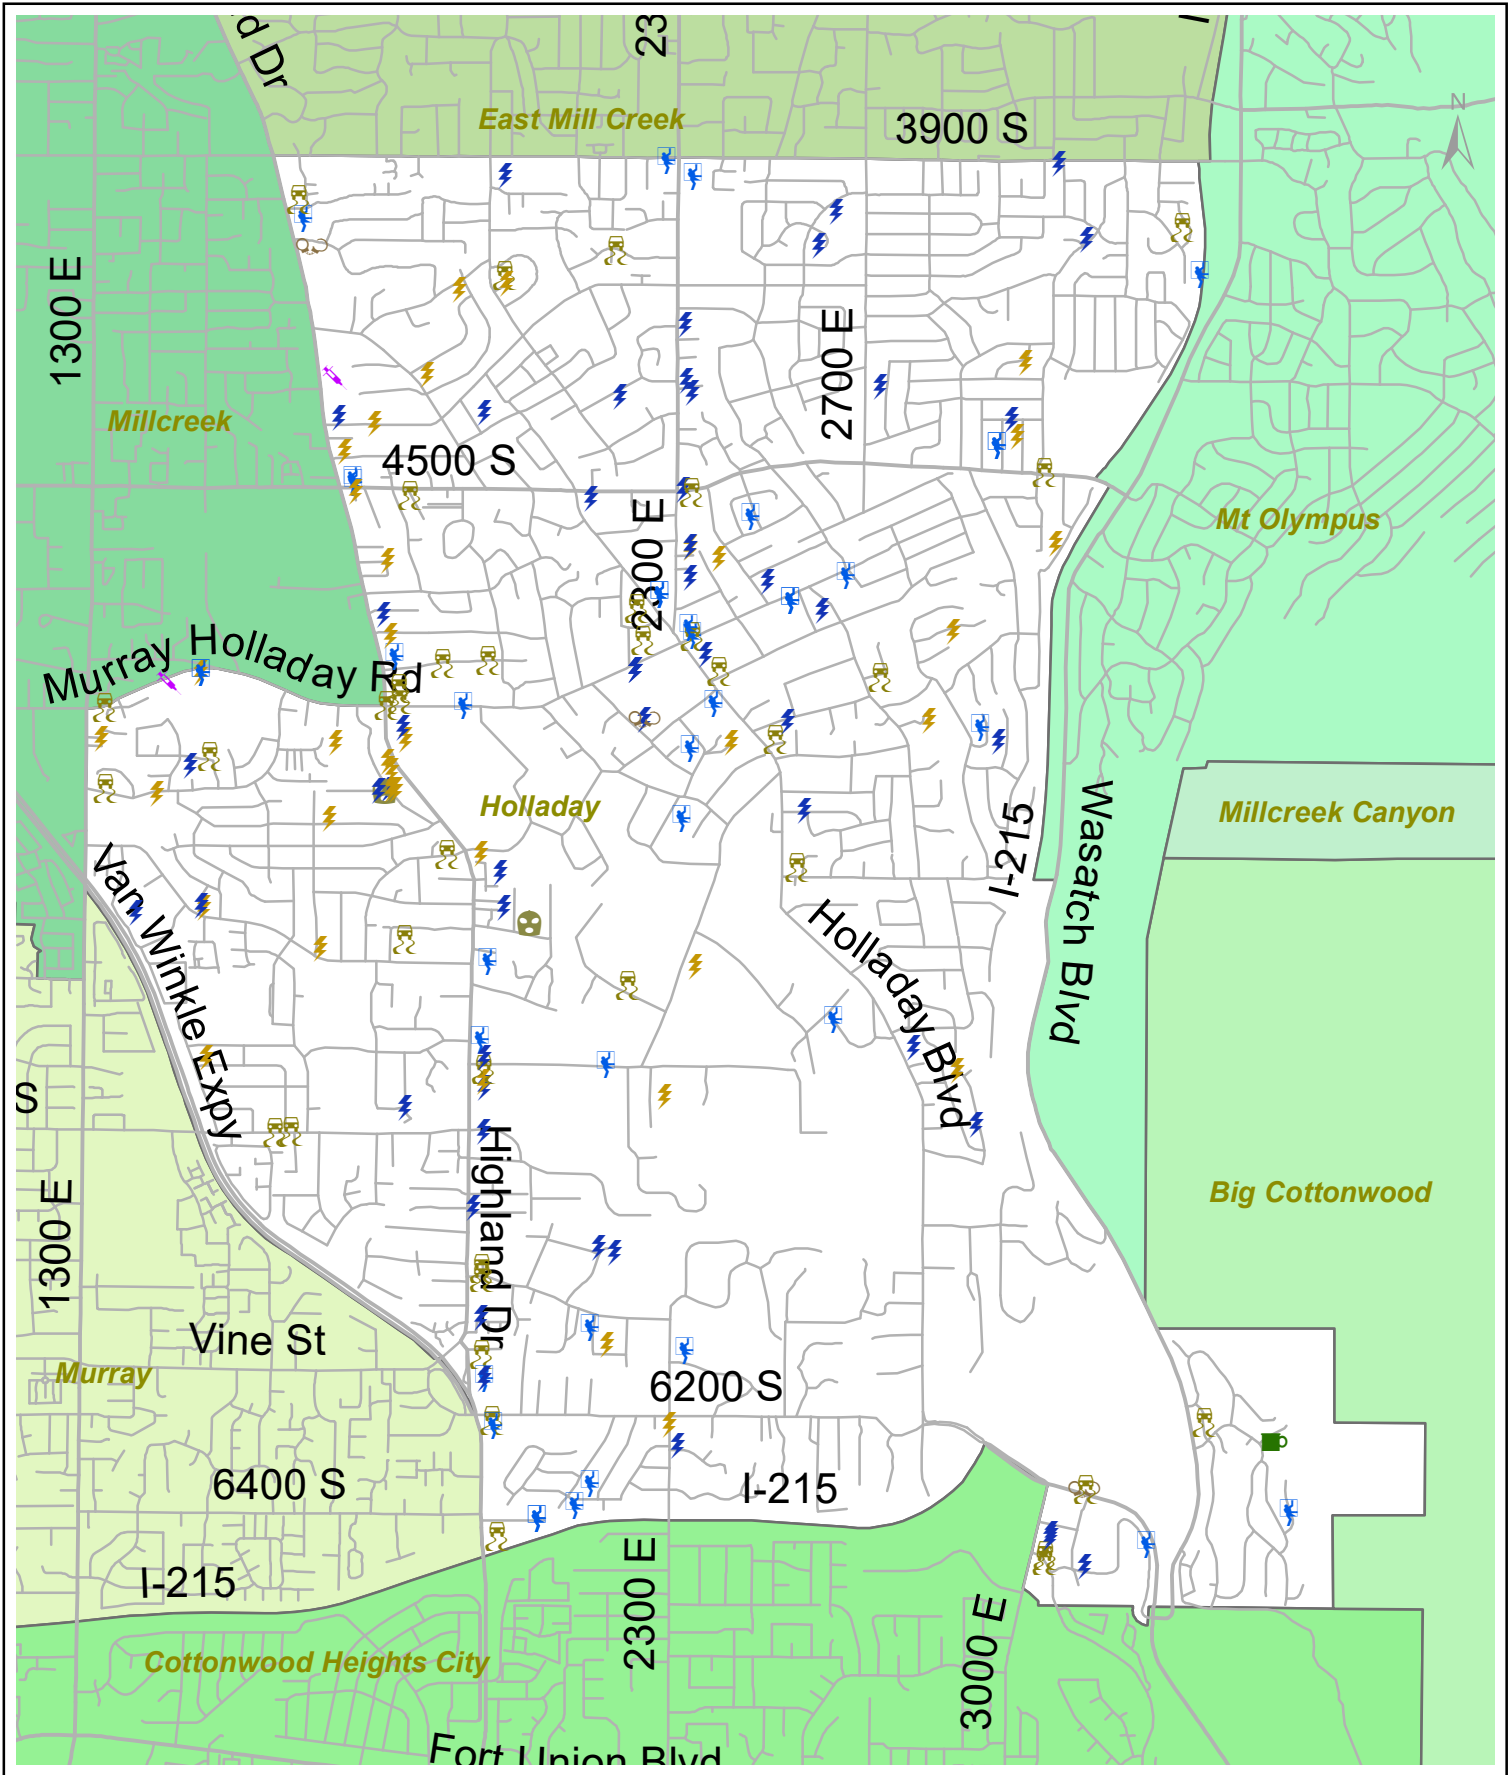 d Dr
23
East Mill Creek
3900 S
N
1300 E
2700 E
Millcreek
4500 S
2300 E
Mt Olympus
Murray Holladay Rd
Holladay
I-215
Wasatch Blvd
Millcreek Canyon
Van Winkle Expy
Holladay Blvd
S
Highland Dr
1300 E
Big Cottonwood
Vine St
Murray
6200 S
6400 S
I-215
I-215
2300 E
3000 E
Cottonwood Heights City
Fort Union Blvd